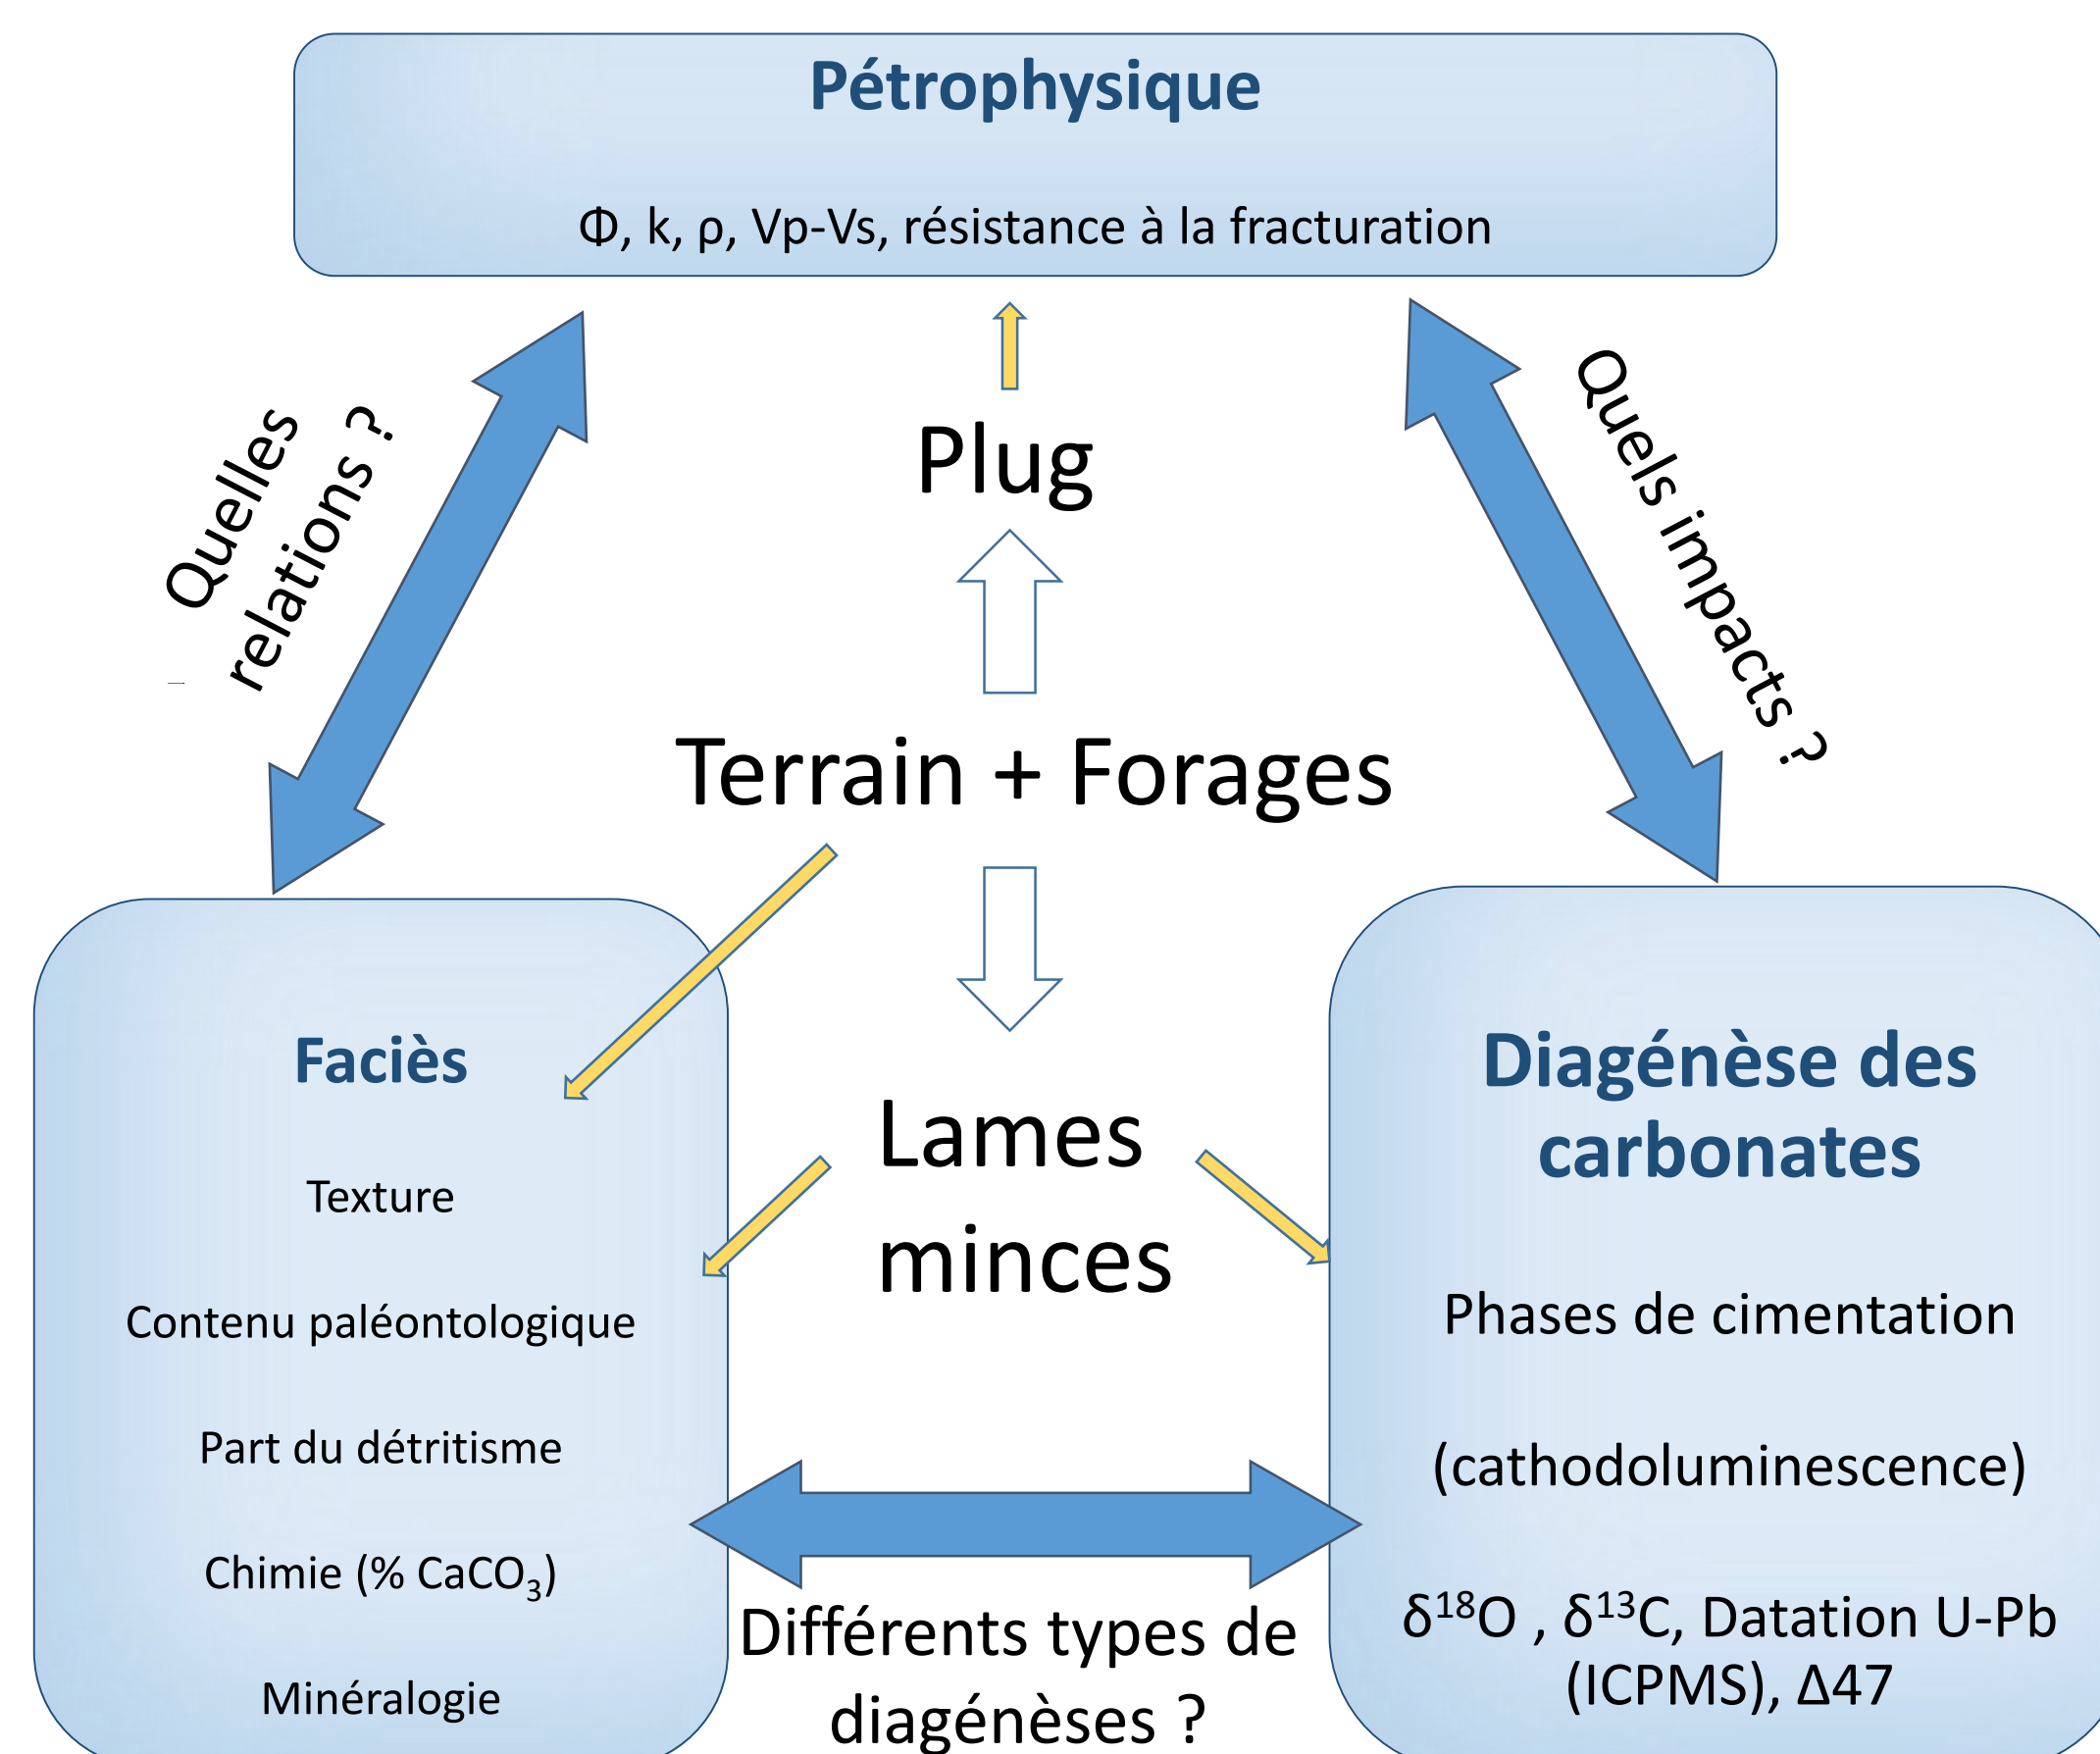 Pétrophysique
Φ, k, ρ, Vp-Vs, résistance à la fracturation
Quelles
relations ?
Plug
Quels impacts ?
Terrain + Forages
Faciès
Texture
Contenu paléontologique
Part du détritisme
Chimie (% CaCO₃)
Minéralogie
Lames
minces
Diagénèse des
carbonates
Phases de cimentation
(cathodoluminescence)
δ¹⁸O , δ¹³C, Datation U-Pb
(ICPMS), Δ47
Différents types de
diagénèses ?